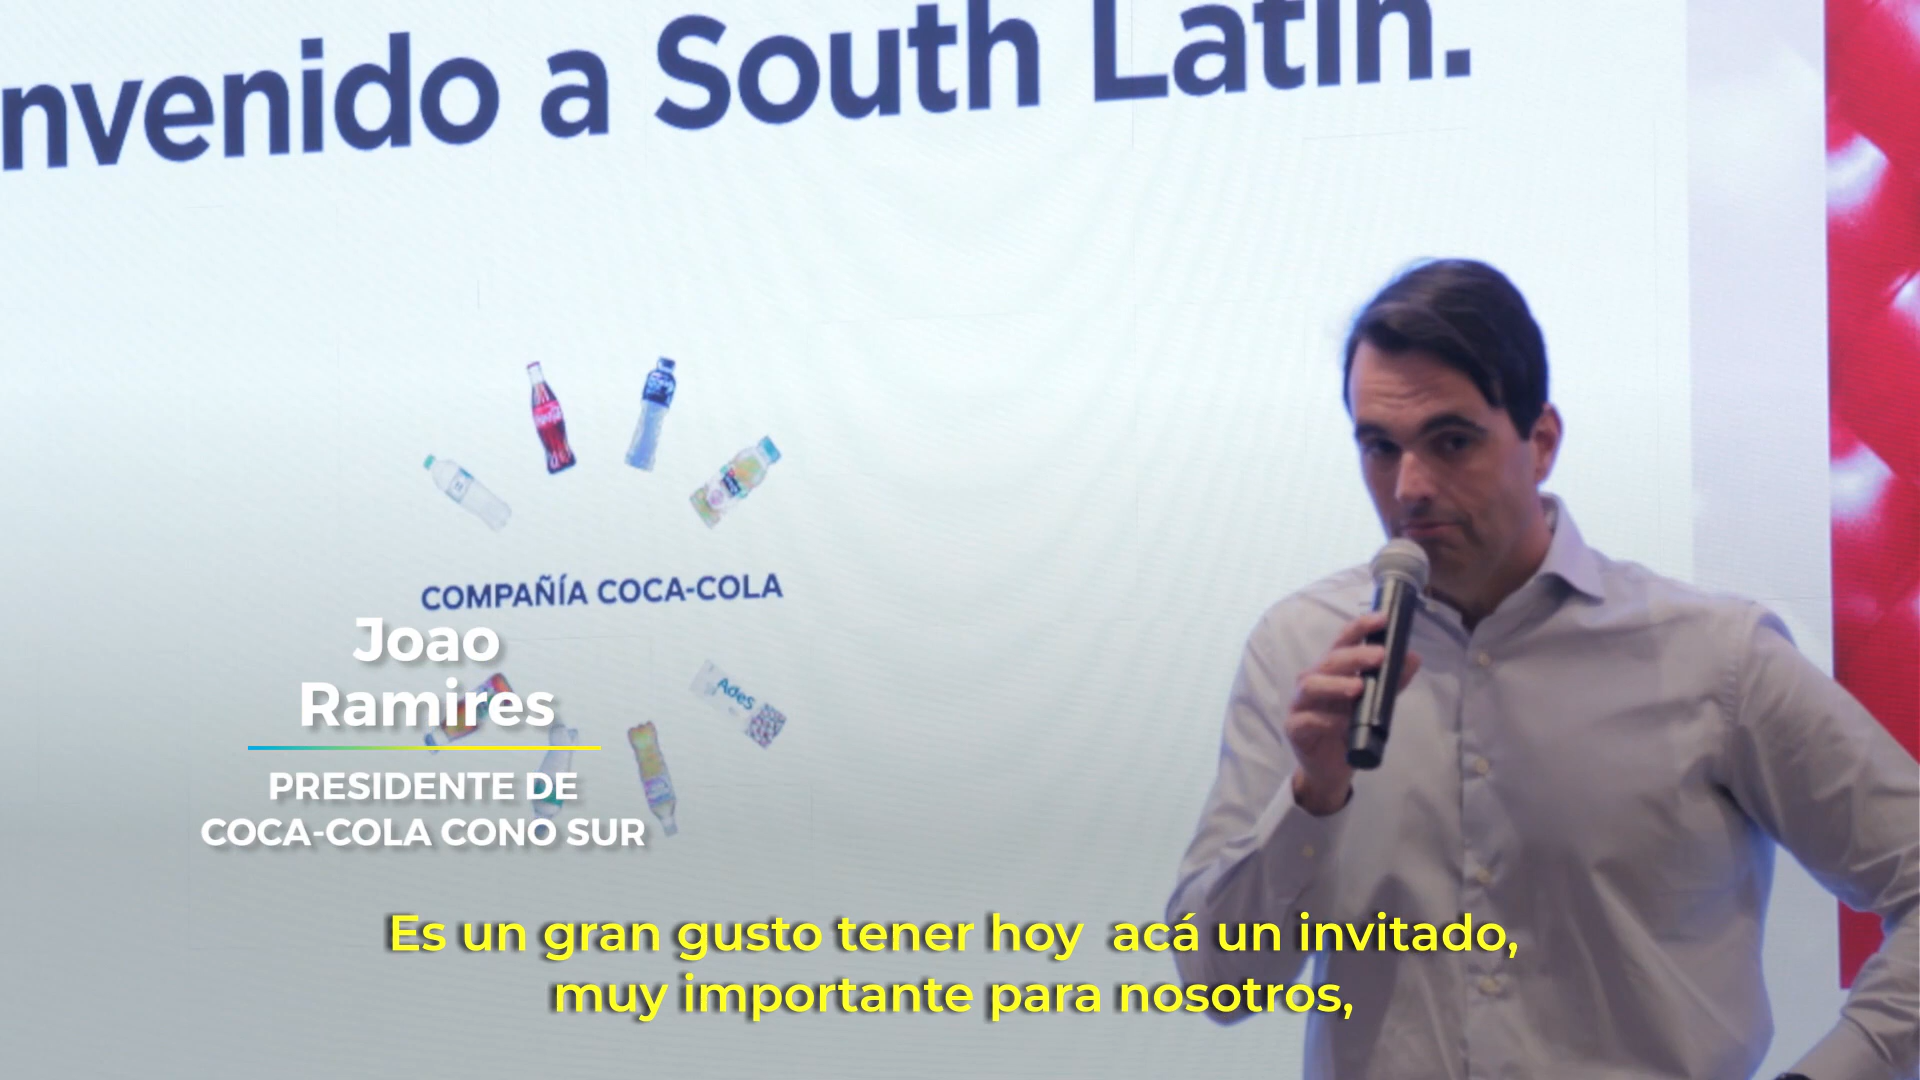 nvenido a South Latin.
COMPAÑÍA COCA-COLA
Joao
Ramires
Ades
PRESIDENTE DE
COCA-COLA CONO SUR
Es un gran gusto tener hoy  acá un invitado,
muy importante para nosotros,